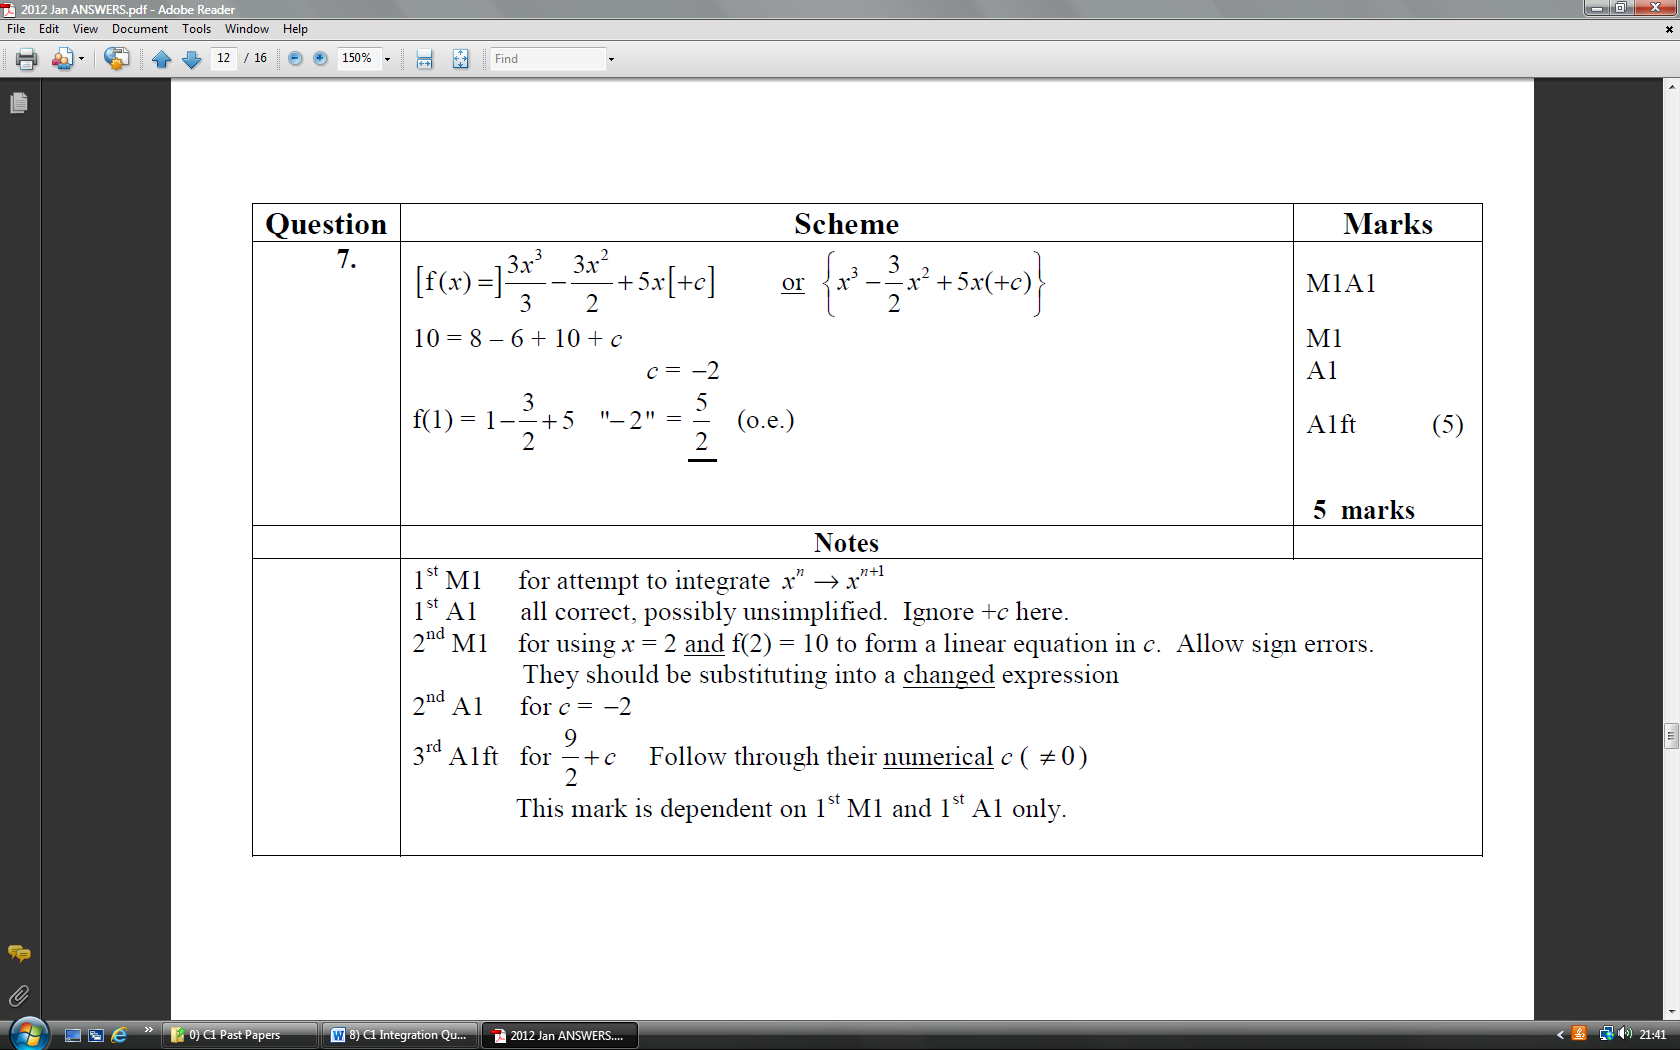 2012 Jan ANSWERS.pdf - Adobe Reader
File Edit View Document Tools Window Help
12 / 16 150% Find
Question Scheme Marks
7. [f(x) =] 3x³/3 − 3x²/2 + 5x[+c] or {x³ − 3/2 x² + 5x(+c)} M1A1
10 = 8 – 6 + 10 + c M1
c = −2 A1
f(1) = 1 − 3/2 + 5 "− 2" = 5/2 (o.e.) A1ft (5)
5 marks
Notes
1st M1 for attempt to integrate xⁿ → xⁿ⁺¹
1st A1 all correct, possibly unsimplified. Ignore +c here.
2nd M1 for using x = 2 and f(2) = 10 to form a linear equation in c. Allow sign errors.
They should be substituting into a changed expression
2nd A1 for c = −2
3rd A1ft for 9/2 + c Follow through their numerical c ( ≠ 0 )
This mark is dependent on 1st M1 and 1st A1 only.
0) C1 Past Papers 8) C1 Integration Qu... 2012 Jan ANSWERS.... 21:41